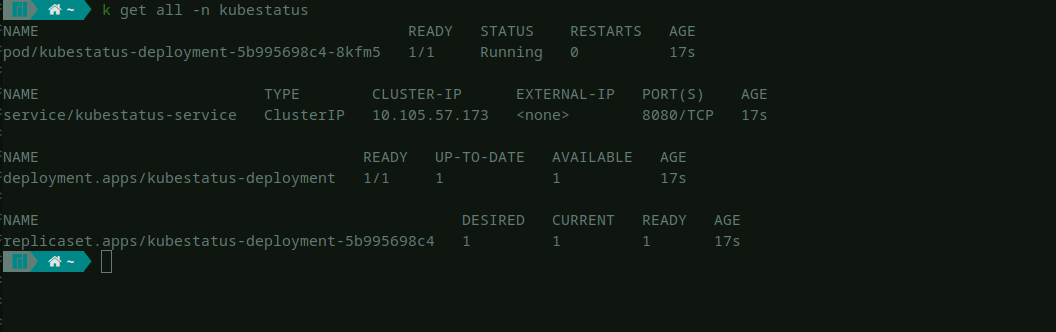 ~ k get all -n kubestatus
NAME READY STATUS RESTARTS AGE
pod/kubestatus-deployment-5b995698c4-8kfm5 1/1 Running 0 17s
NAME TYPE CLUSTER-IP EXTERNAL-IP PORT(S) AGE
service/kubestatus-service ClusterIP 10.105.57.173 <none> 8080/TCP 17s
NAME READY UP-TO-DATE AVAILABLE AGE
deployment.apps/kubestatus-deployment 1/1 1 1 17s
NAME DESIRED CURRENT READY AGE
replicaset.apps/kubestatus-deployment-5b995698c4 1 1 1 17s
~